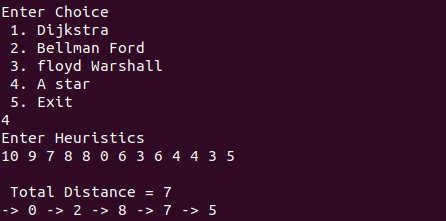 Enter Choice
1. Dijkstra
2. Bellman Ford
3. floyd Warshall
4. A star
5. Exit
4
Enter Heuristics
10 9 7 8 8 0 6 3 6 4 4 3 5
Total Distance = 7
-> 0 -> 2 -> 8 -> 7 -> 5